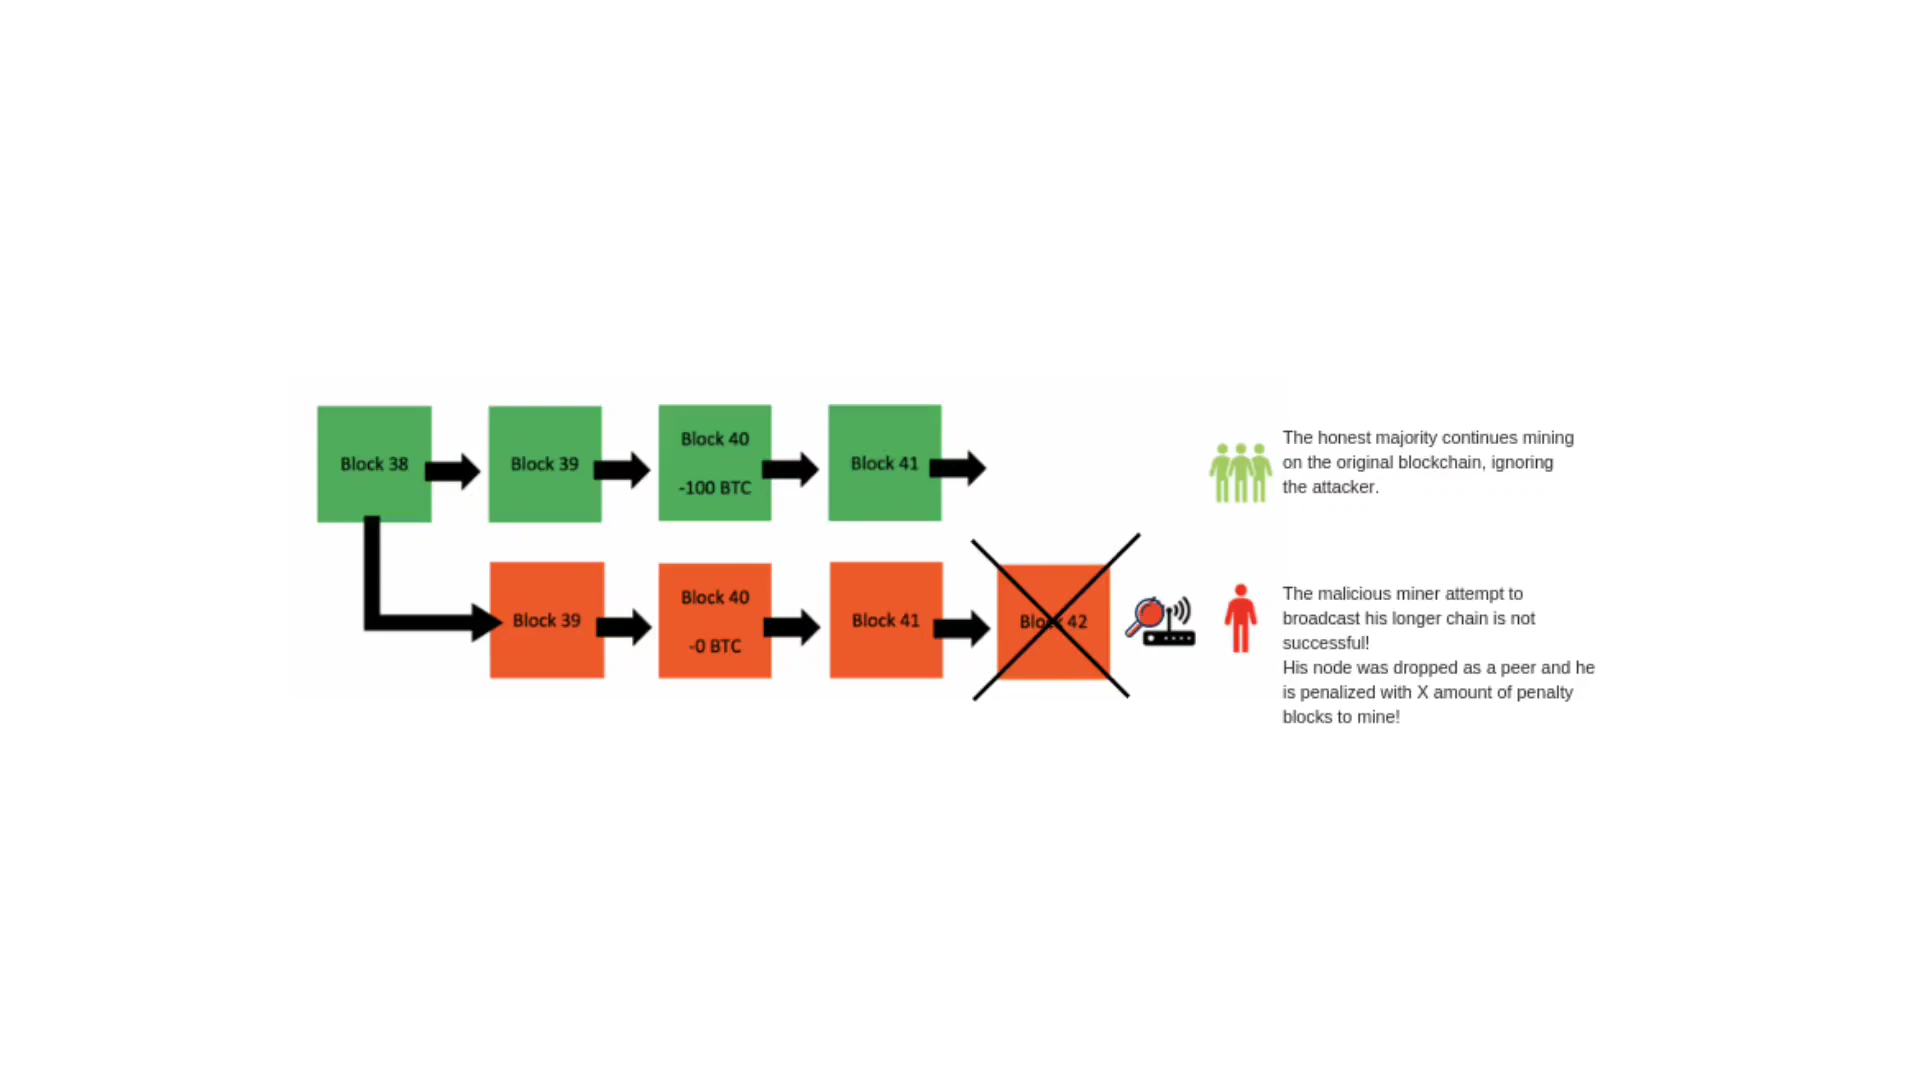 Block 38
Block 39
Block 40
-100 BTC
Block 41
The honest majority continues mining
on the original blockchain, ignoring
the attacker.
Block 39
Block 40
-0 BTC
Block 41
Block 42
The malicious miner attempt to
broadcast his longer chain is not
successful!
His node was dropped as a peer and he
is penalized with X amount of penalty
blocks to mine!